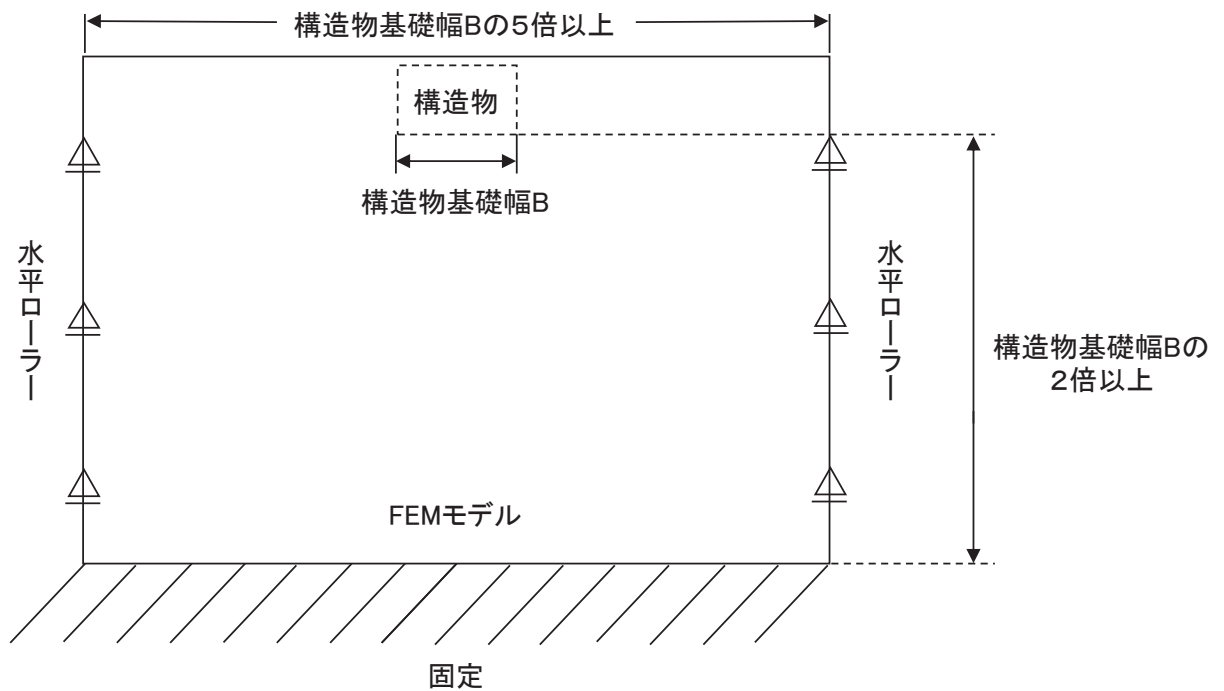 構造物基礎幅Bの5倍以上
構造物
構造物基礎幅B
水平ローラー
水平ローラー
構造物基礎幅Bの
2倍以上
FEMモデル
固定